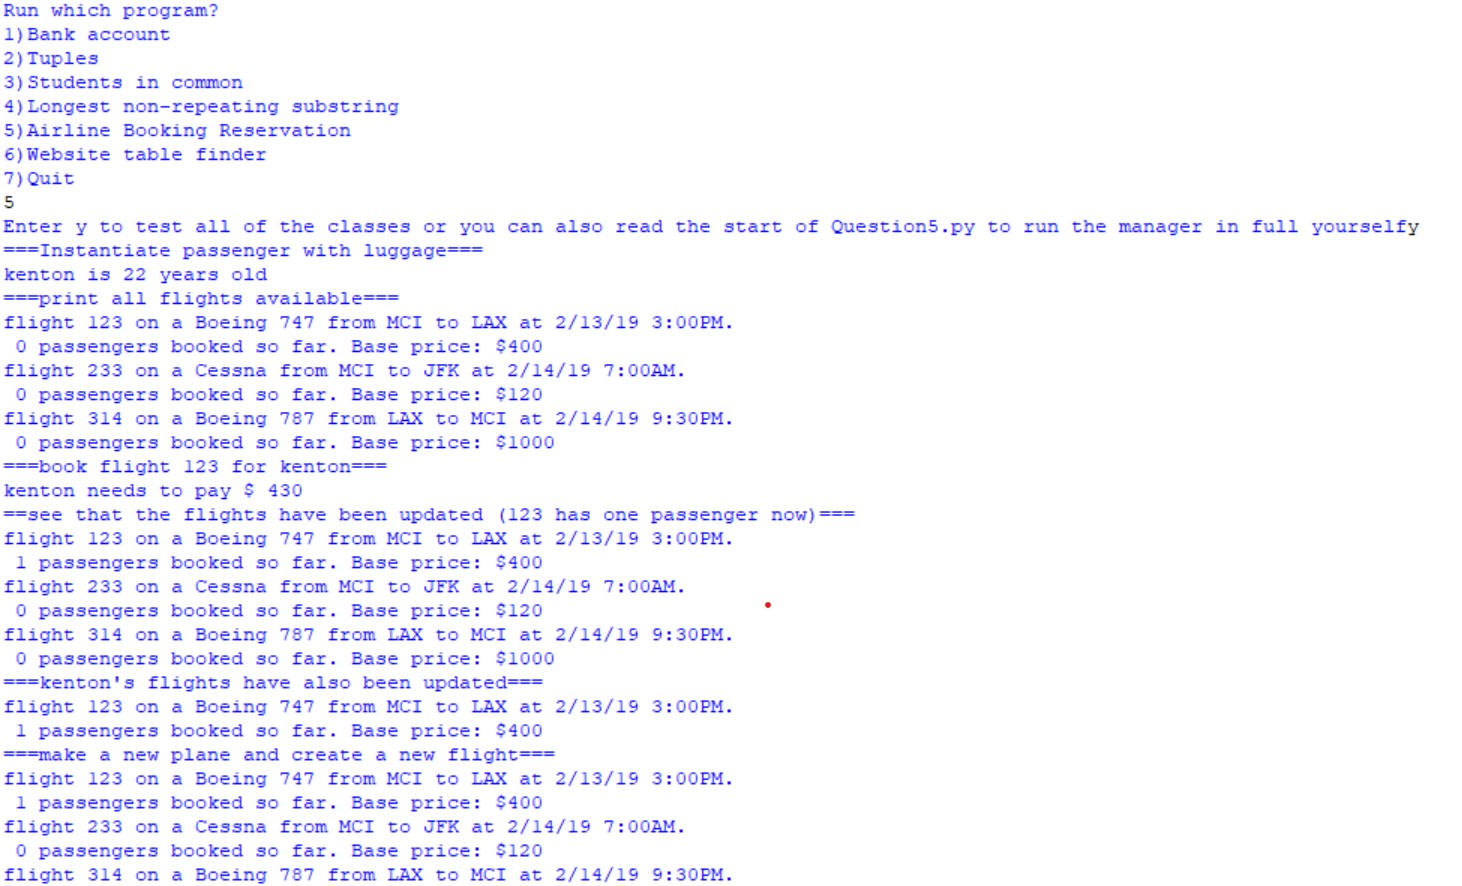 Run which program?
1)Bank account
2)Tuples
3)Students in common
4)Longest non-repeating substring
5)Airline Booking Reservation
6)Website table finder
7)Quit
5
Enter y to test all of the classes or you can also read the start of Question5.py to run the manager in full yourselfy
===Instantiate passenger with luggage===
kenton is 22 years old
===print all flights available===
flight 123 on a Boeing 747 from MCI to LAX at 2/13/19 3:00PM.
 0 passengers booked so far. Base price: $400
flight 233 on a Cessna from MCI to JFK at 2/14/19 7:00AM.
 0 passengers booked so far. Base price: $120
flight 314 on a Boeing 787 from LAX to MCI at 2/14/19 9:30PM.
 0 passengers booked so far. Base price: $1000
===book flight 123 for kenton===
kenton needs to pay $ 430
==see that the flights have been updated (123 has one passenger now)===
flight 123 on a Boeing 747 from MCI to LAX at 2/13/19 3:00PM.
 1 passengers booked so far. Base price: $400
flight 233 on a Cessna from MCI to JFK at 2/14/19 7:00AM.
 0 passengers booked so far. Base price: $120
flight 314 on a Boeing 787 from LAX to MCI at 2/14/19 9:30PM.
 0 passengers booked so far. Base price: $1000
===kenton's flights have also been updated===
flight 123 on a Boeing 747 from MCI to LAX at 2/13/19 3:00PM.
 1 passengers booked so far. Base price: $400
===make a new plane and create a new flight===
flight 123 on a Boeing 747 from MCI to LAX at 2/13/19 3:00PM.
 1 passengers booked so far. Base price: $400
flight 233 on a Cessna from MCI to JFK at 2/14/19 7:00AM.
 0 passengers booked so far. Base price: $120
flight 314 on a Boeing 787 from LAX to MCI at 2/14/19 9:30PM.